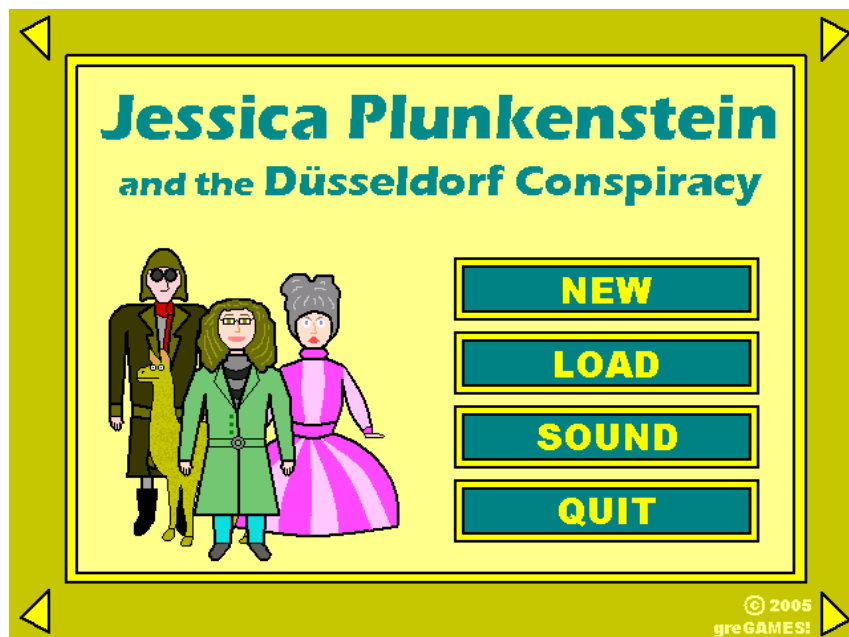 Jessica Plunkenstein
and the Düsseldorf Conspiracy
NEW
LOAD
SOUND
QUIT
© 2005
greGAMES!